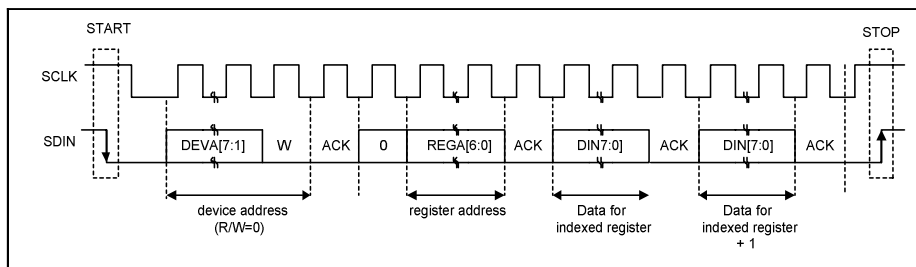 START
STOP
SCLK
SDIN
DEVA[7:1] W ACK 0 REGA[6:0] ACK DIN7:0] ACK DIN[7:0] ACK
device address
(R/W=0)
register address
Data for
indexed register
Data for
indexed register
+ 1